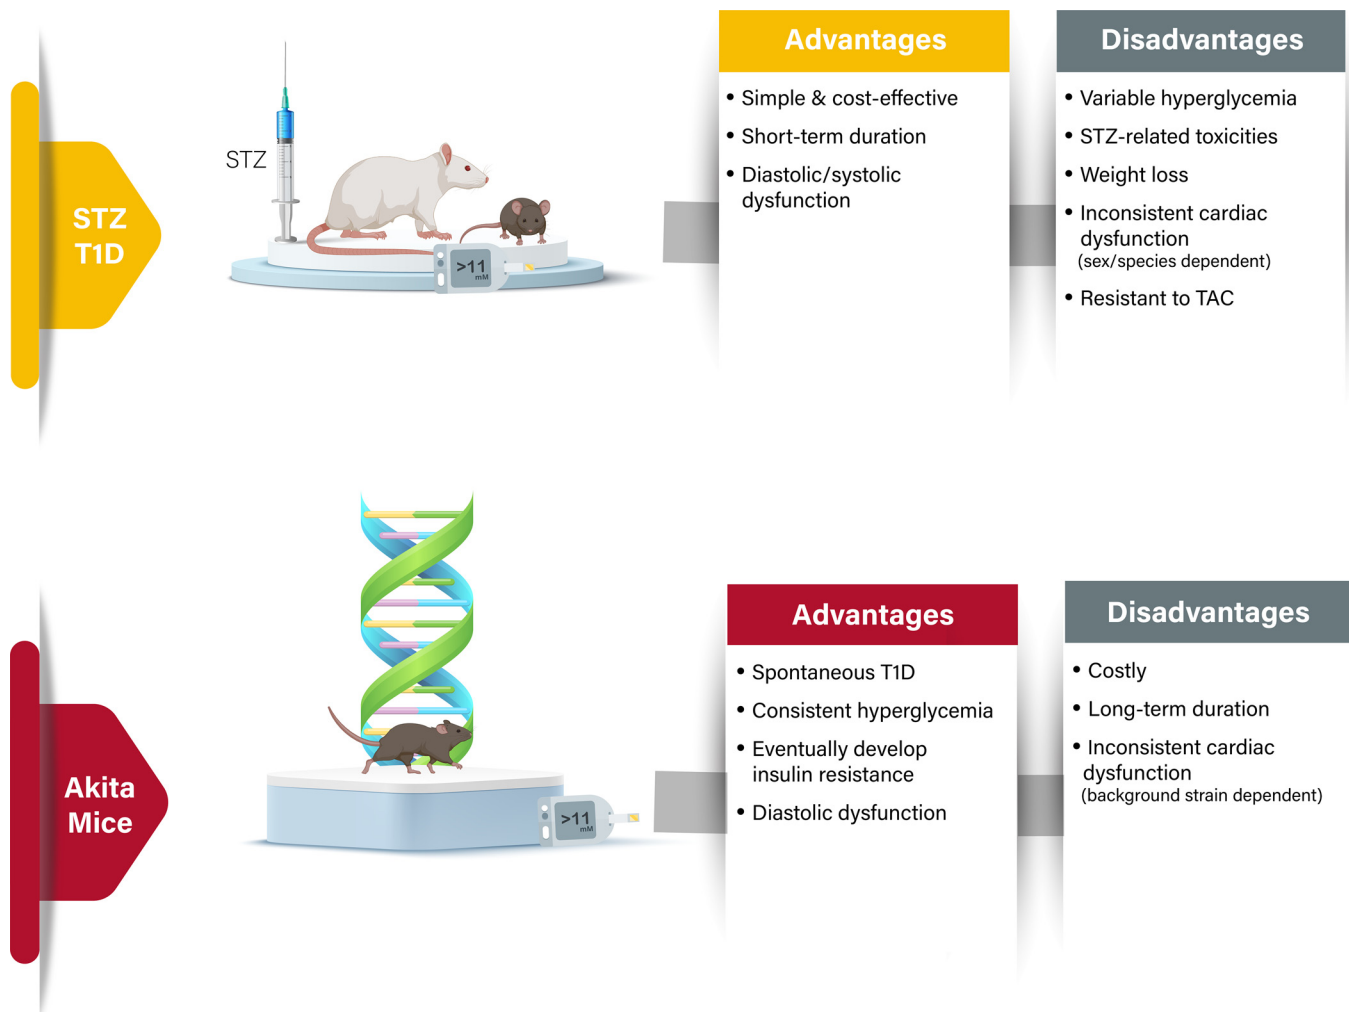 STZ
T1D
STZ
>11
mM
Advantages
• Simple & cost-effective
• Short-term duration
• Diastolic/systolic
dysfunction
Disadvantages
• Variable hyperglycemia
• STZ-related toxicities
• Weight loss
• Inconsistent cardiac
dysfunction
(sex/species dependent)
• Resistant to TAC
Akita
Mice
>11
mM
Advantages
• Spontaneous T1D
• Consistent hyperglycemia
• Eventually develop
insulin resistance
• Diastolic dysfunction
Disadvantages
• Costly
• Long-term duration
• Inconsistent cardiac
dysfunction
(background strain dependent)